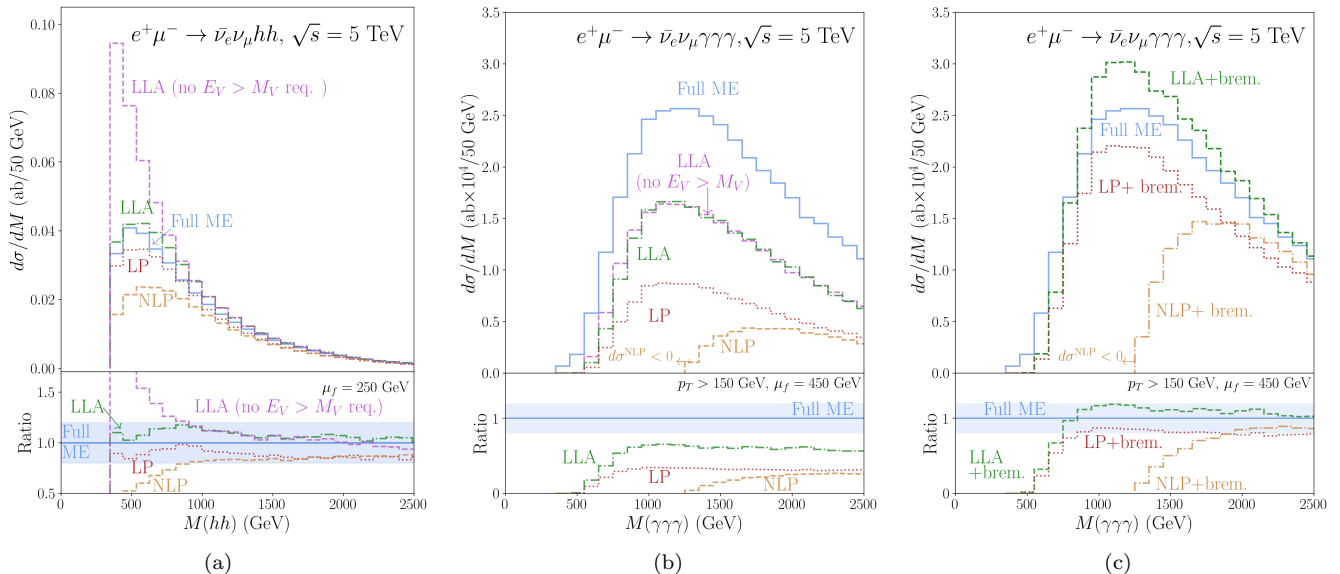 e⁺μ⁻ → ν̄ₑν_μhh, √s = 5 TeV
LLA (no E_V > M_V req. )
LLA
Full ME
LP
NLP
dσ/dM (ab/50 GeV)
0.10
0.08
0.06
0.04
0.02
0.00
μ_f = 250 GeV
LLA
LLA (no E_V > M_V req.)
Full
ME
LP
NLP
Ratio
1.5
1.0
0.5
0 500 1000 1500 2000 2500
M(hh) (GeV)
(a)
e⁺μ⁻ → ν̄ₑν_μγγγ,√s = 5 TeV
Full ME
LLA
(no E_V > M_V)
LLA
LP
NLP
dσ^NLP < 0
dσ/dM (ab×10⁴/50 GeV)
3.5
3.0
2.5
2.0
1.5
1.0
0.5
0.0
p_T > 150 GeV, μ_f = 450 GeV
Full ME
LLA
LP
NLP
Ratio
1
0
0 500 1000 1500 2000 2500
M(γγγ) (GeV)
(b)
e⁺μ⁻ → ν̄ₑν_μγγγ,√s = 5 TeV
LLA+brem.
Full ME
LP+ brem.
NLP+ brem.
dσ^NLP < 0
dσ/dM (ab×10⁴/50 GeV)
3.5
3.0
2.5
2.0
1.5
1.0
0.5
0.0
p_T > 150 GeV, μ_f = 450 GeV
Full ME
LP+brem.
LLA
+brem.
NLP+brem.
Ratio
1
0
0 500 1000 1500 2000 2500
M(γγγ) (GeV)
(c)